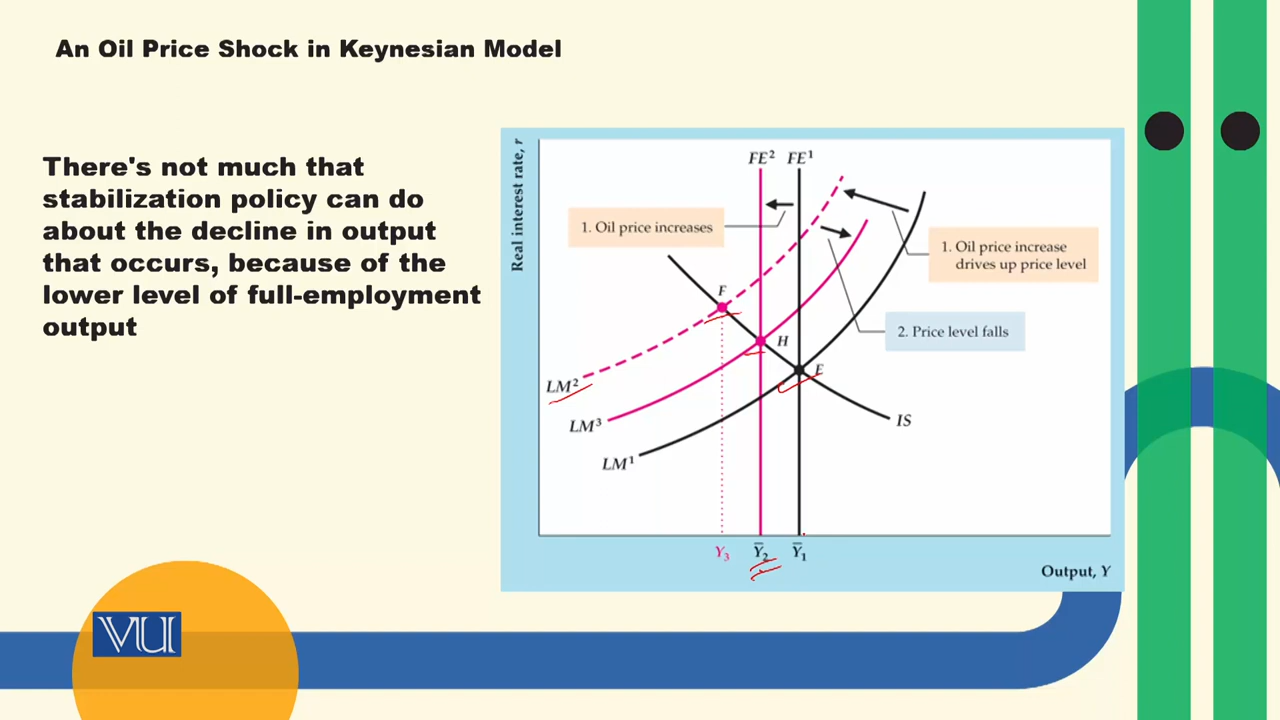 An Oil Price Shock in Keynesian Model
There's not much that
stabilization policy can do
about the decline in output
that occurs, because of the
lower level of full-employment
output
Real interest rate, r
FE² FE¹
1. Oil price increases
1. Oil price increase
drives up price level
2. Price level falls
F
H
E
LM²
LM³
LM¹
IS
Y₃ Y̅₂ Y̅₁
Output, Y
VU